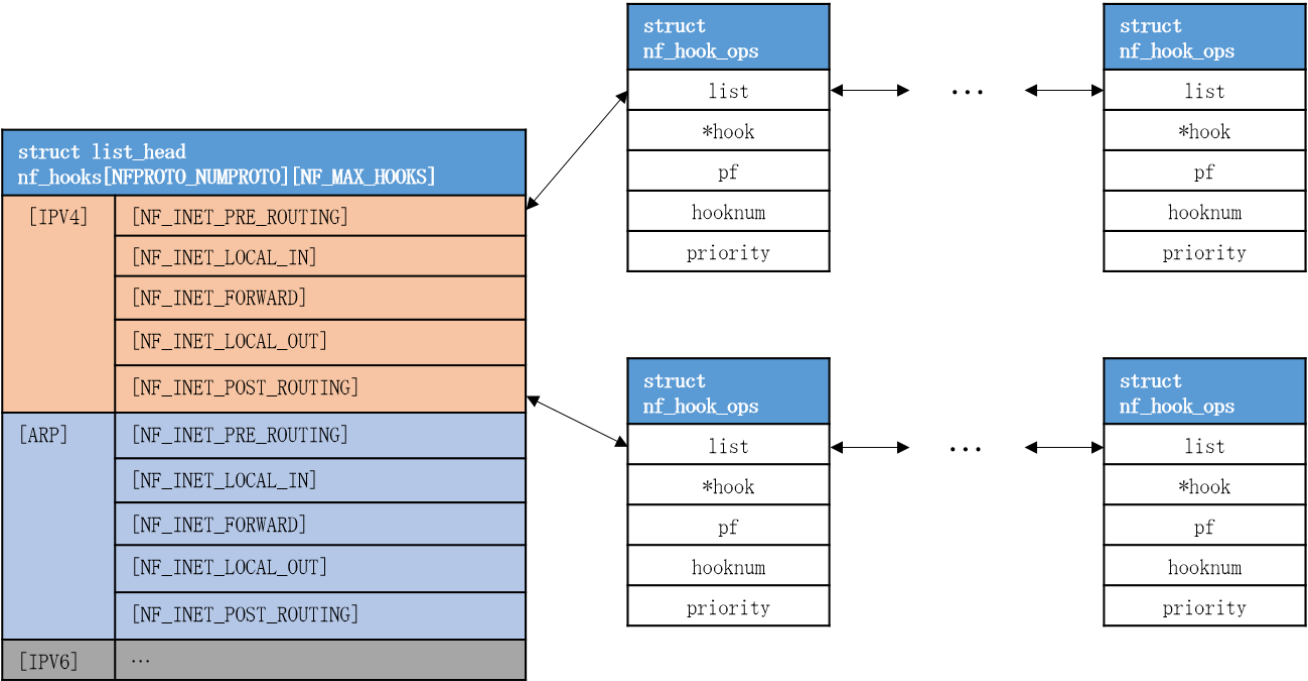 struct list_head
nf_hooks[NFPROTO_NUMPROTO][NF_MAX_HOOKS]
[IPV4]
[NF_INET_PRE_ROUTING]
[NF_INET_LOCAL_IN]
[NF_INET_FORWARD]
[NF_INET_LOCAL_OUT]
[NF_INET_POST_ROUTING]
[ARP]
[NF_INET_PRE_ROUTING]
[NF_INET_LOCAL_IN]
[NF_INET_FORWARD]
[NF_INET_LOCAL_OUT]
[NF_INET_POST_ROUTING]
[IPV6]
...
struct
nf_hook_ops
list
*hook
pf
hooknum
priority
...
struct
nf_hook_ops
list
*hook
pf
hooknum
priority
struct
nf_hook_ops
list
*hook
pf
hooknum
priority
...
struct
nf_hook_ops
list
*hook
pf
hooknum
priority